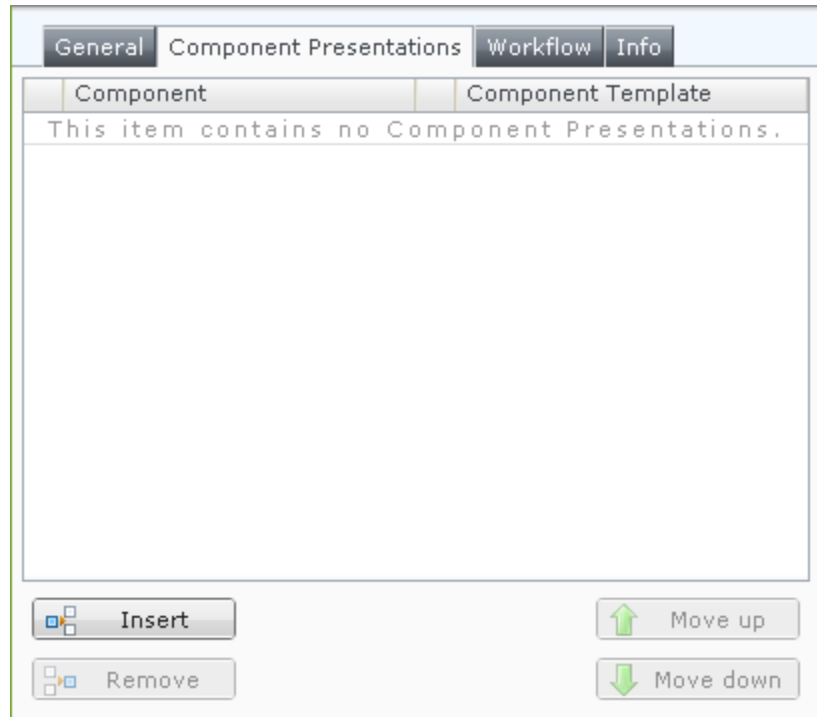 General Component Presentations Workflow Info
Component Component Template
This item contains no Component Presentations.
Insert Move up
Remove Move down